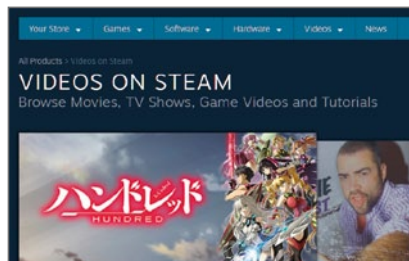 Your Store Games Software Hardware Videos News
All Products > Videos on Steam
VIDEOS ON STEAM
Browse Movies, TV Shows, Game Videos and Tutorials
ハンドレッド
HUNDRED